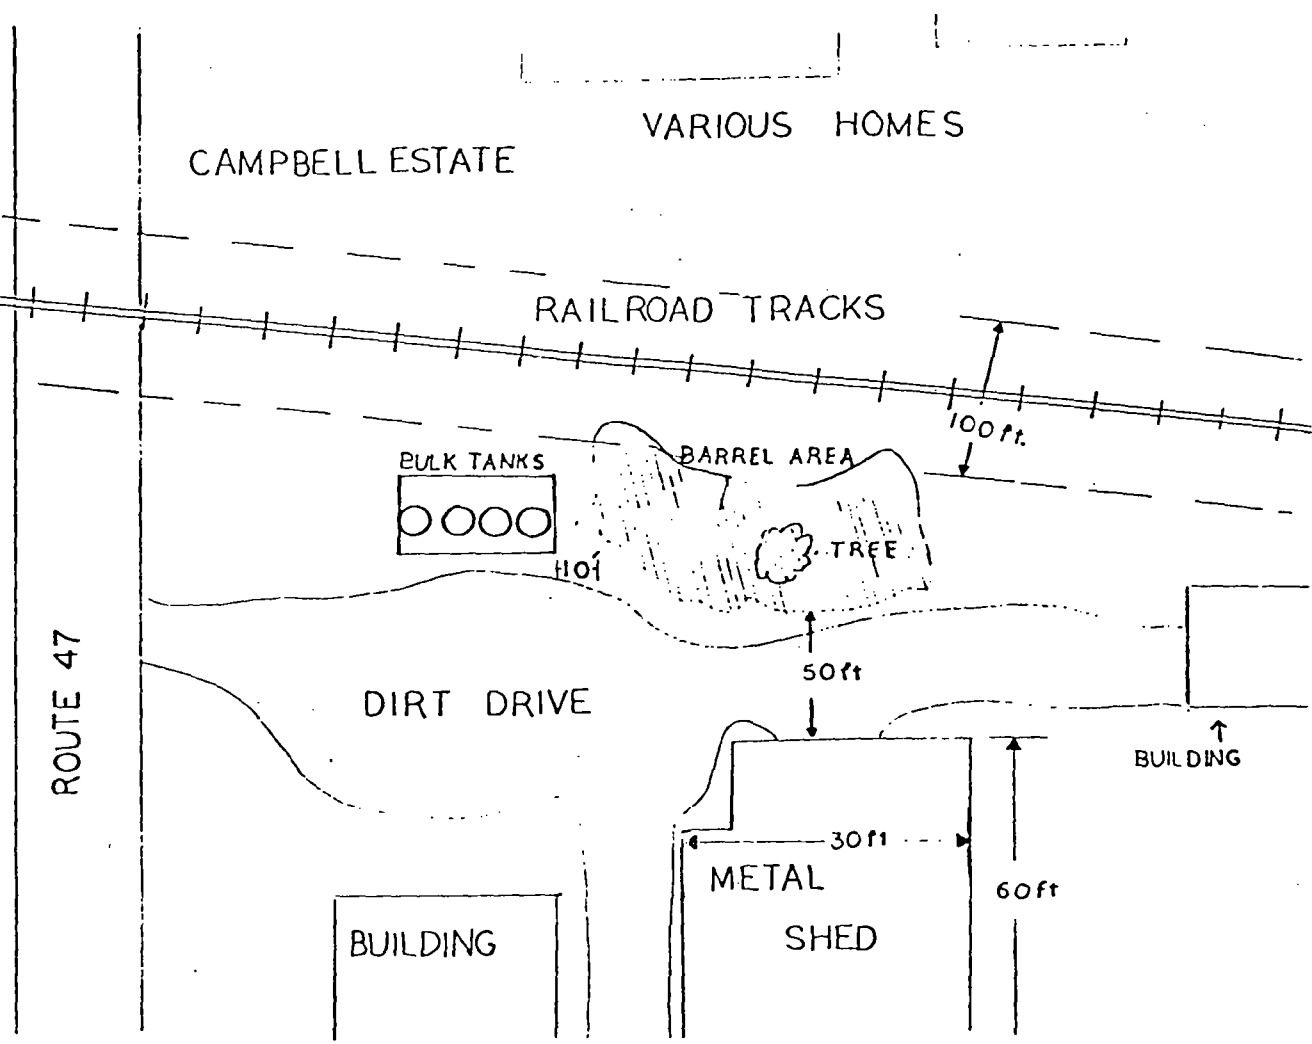 VARIOUS HOMES
CAMPBELL ESTATE
RAILROAD TRACKS
100 ft.
BARREL AREA
BULK TANKS
TREE
10'
50 ft
ROUTE 47
DIRT DRIVE
BUILDING
30 ft
METAL
SHED
60 ft
BUILDING